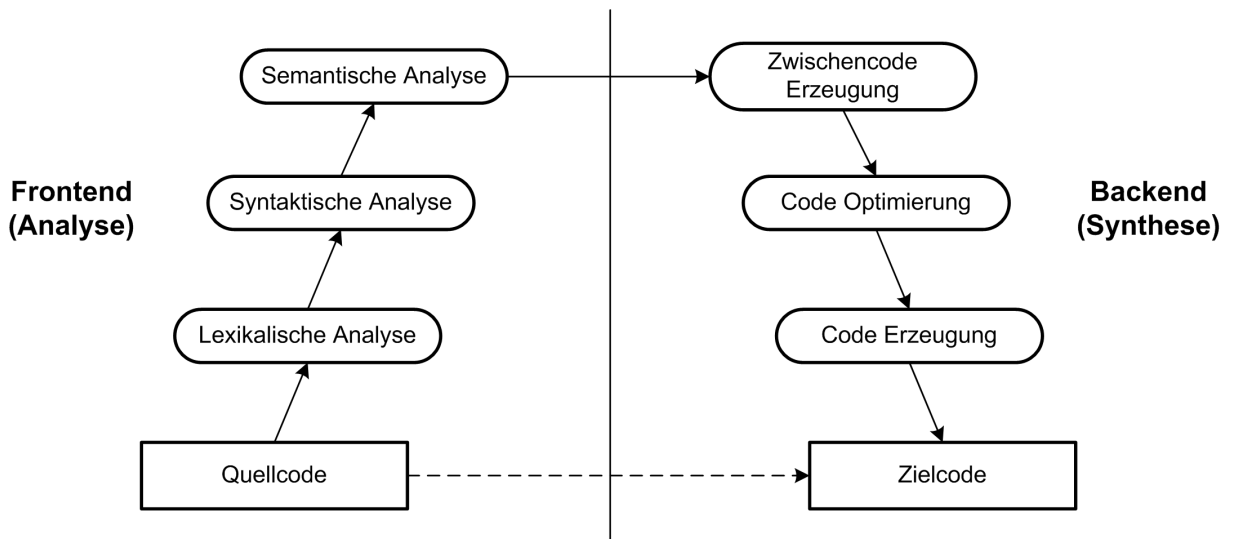 Semantische Analyse
Zwischencode
Erzeugung
Frontend
(Analyse)
Syntaktische Analyse
Code Optimierung
Backend
(Synthese)
Lexikalische Analyse
Code Erzeugung
Quellcode
Zielcode